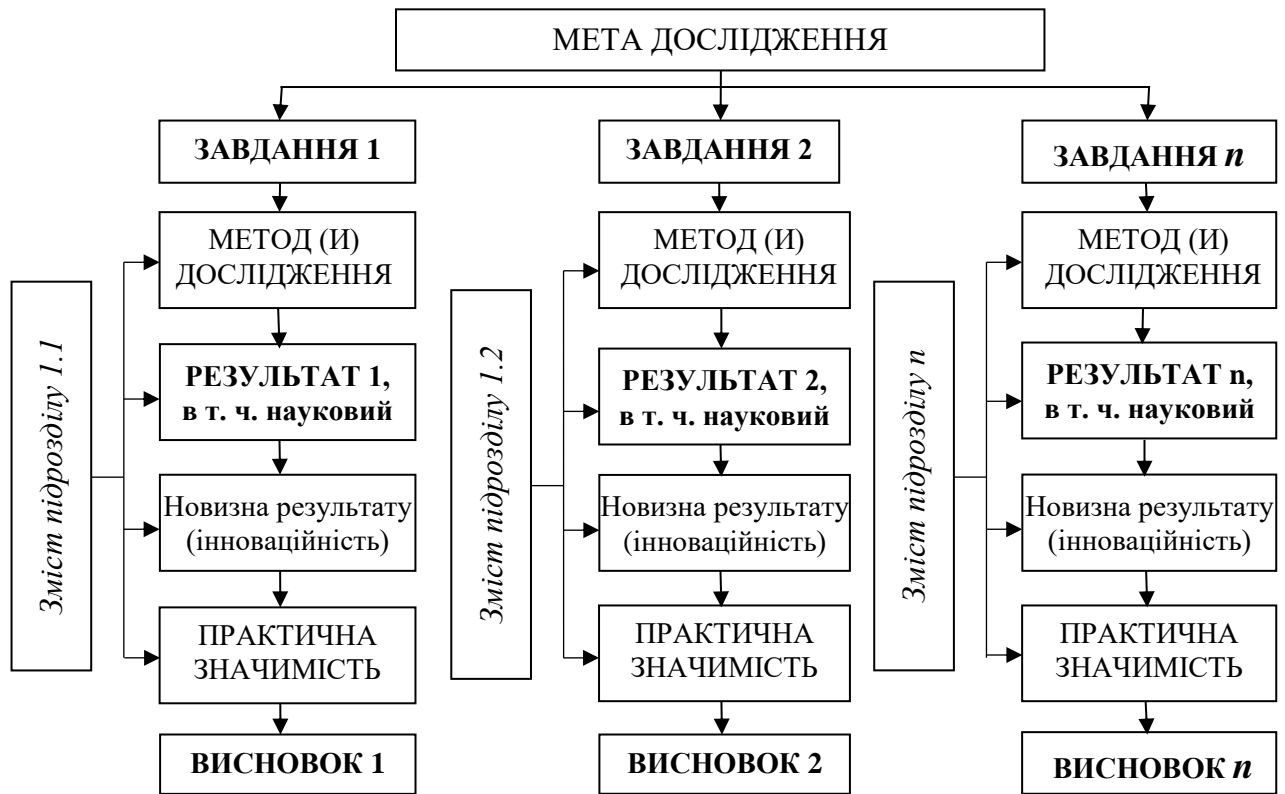 МЕТА ДОСЛІДЖЕННЯ
ЗАВДАННЯ 1
ЗАВДАННЯ 2
ЗАВДАННЯ n
МЕТОД (И)
ДОСЛІДЖЕННЯ
МЕТОД (И)
ДОСЛІДЖЕННЯ
МЕТОД (И)
ДОСЛІДЖЕННЯ
Зміст підрозділу 1.1
Зміст підрозділу 1.2
Зміст підрозділу n
РЕЗУЛЬТАТ 1,
в т. ч. науковий
РЕЗУЛЬТАТ 2,
в т. ч. науковий
РЕЗУЛЬТАТ n,
в т. ч. науковий
Новизна результату
(інноваційність)
Новизна результату
(інноваційність)
Новизна результату
(інноваційність)
ПРАКТИЧНА
ЗНАЧИМІСТЬ
ПРАКТИЧНА
ЗНАЧИМІСТЬ
ПРАКТИЧНА
ЗНАЧИМІСТЬ
ВИСНОВОК 1
ВИСНОВОК 2
ВИСНОВОК n